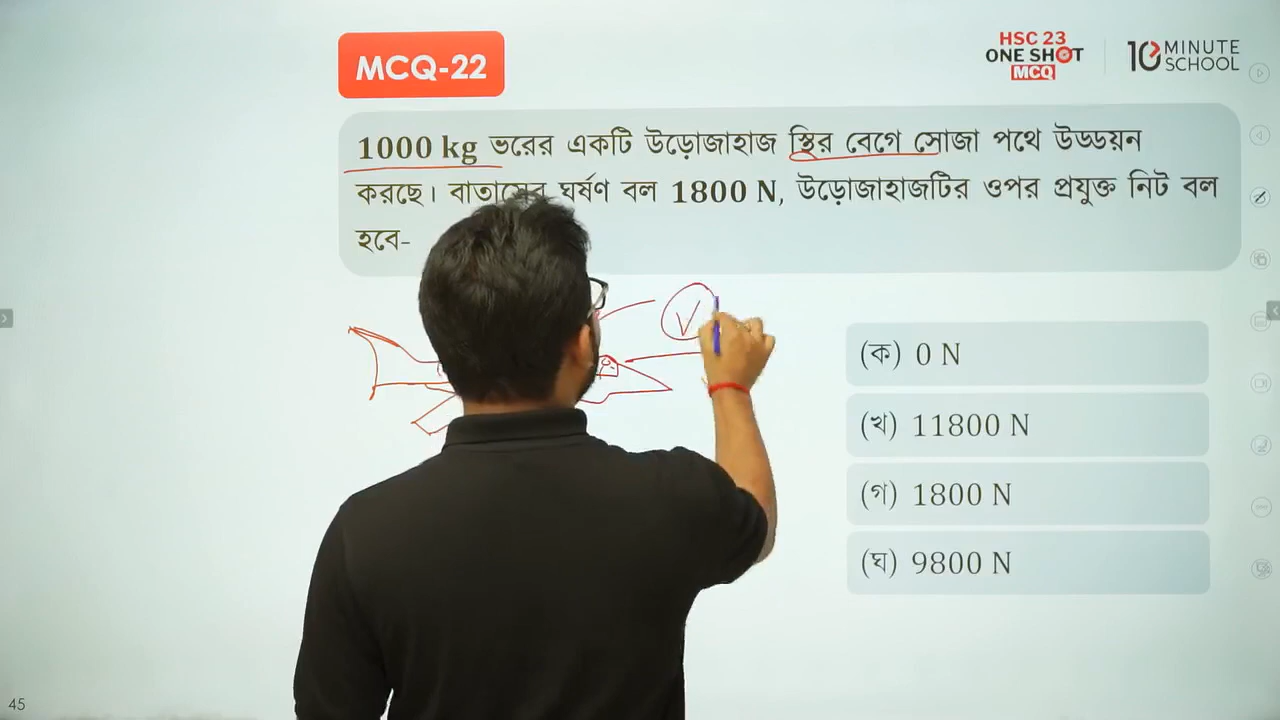 MCQ-22
HSC 23
ONE SHOT
MCQ
10 MINUTE
SCHOOL
1000 kg ভরের একটি উড়োজাহাজ স্থির বেগে সোজা পথে উড্ডয়ন
করছে। বাতাসের ঘর্ষণ বল 1800 N, উড়োজাহাজটির ওপর প্রযুক্ত নিট বল
হবে-
V
(ক) 0 N
(খ) 11800 N
(গ) 1800 N
(ঘ) 9800 N
45